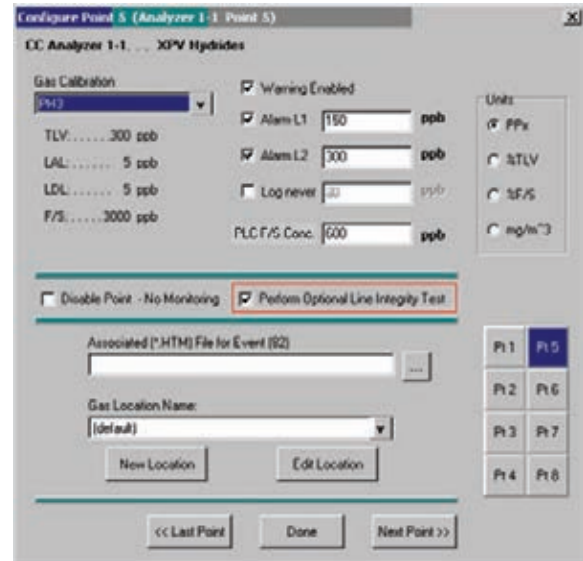 Configure Point 5 (Analyzer 1-1 Point 5)
CC Analyzer 1-1. . . XPV Hydrides
Gas Calibration
PH3
TLV:......300 ppb
LAL:...... 5 ppb
LDL:...... 5 ppb
F/S:......3000 ppb
Warning Enabled
Alarm L1 150 ppb
Alarm L2 300 ppb
Log never ppb
PLC F/S Conc. 600 ppb
Units
PPx
%TLV
%F/S
mg/m^3
Disable Point - No Monitoring
Perform Optional Line Integrity Test
Associated (*.HTM) File for Event (82)
...
Gas Location Name:
(default)
New Location
Edit Location
Pt 1 Pt 5
Pt 2 Pt 6
Pt 3 Pt 7
Pt 4 Pt 8
<< Last Point
Done
Next Point >>